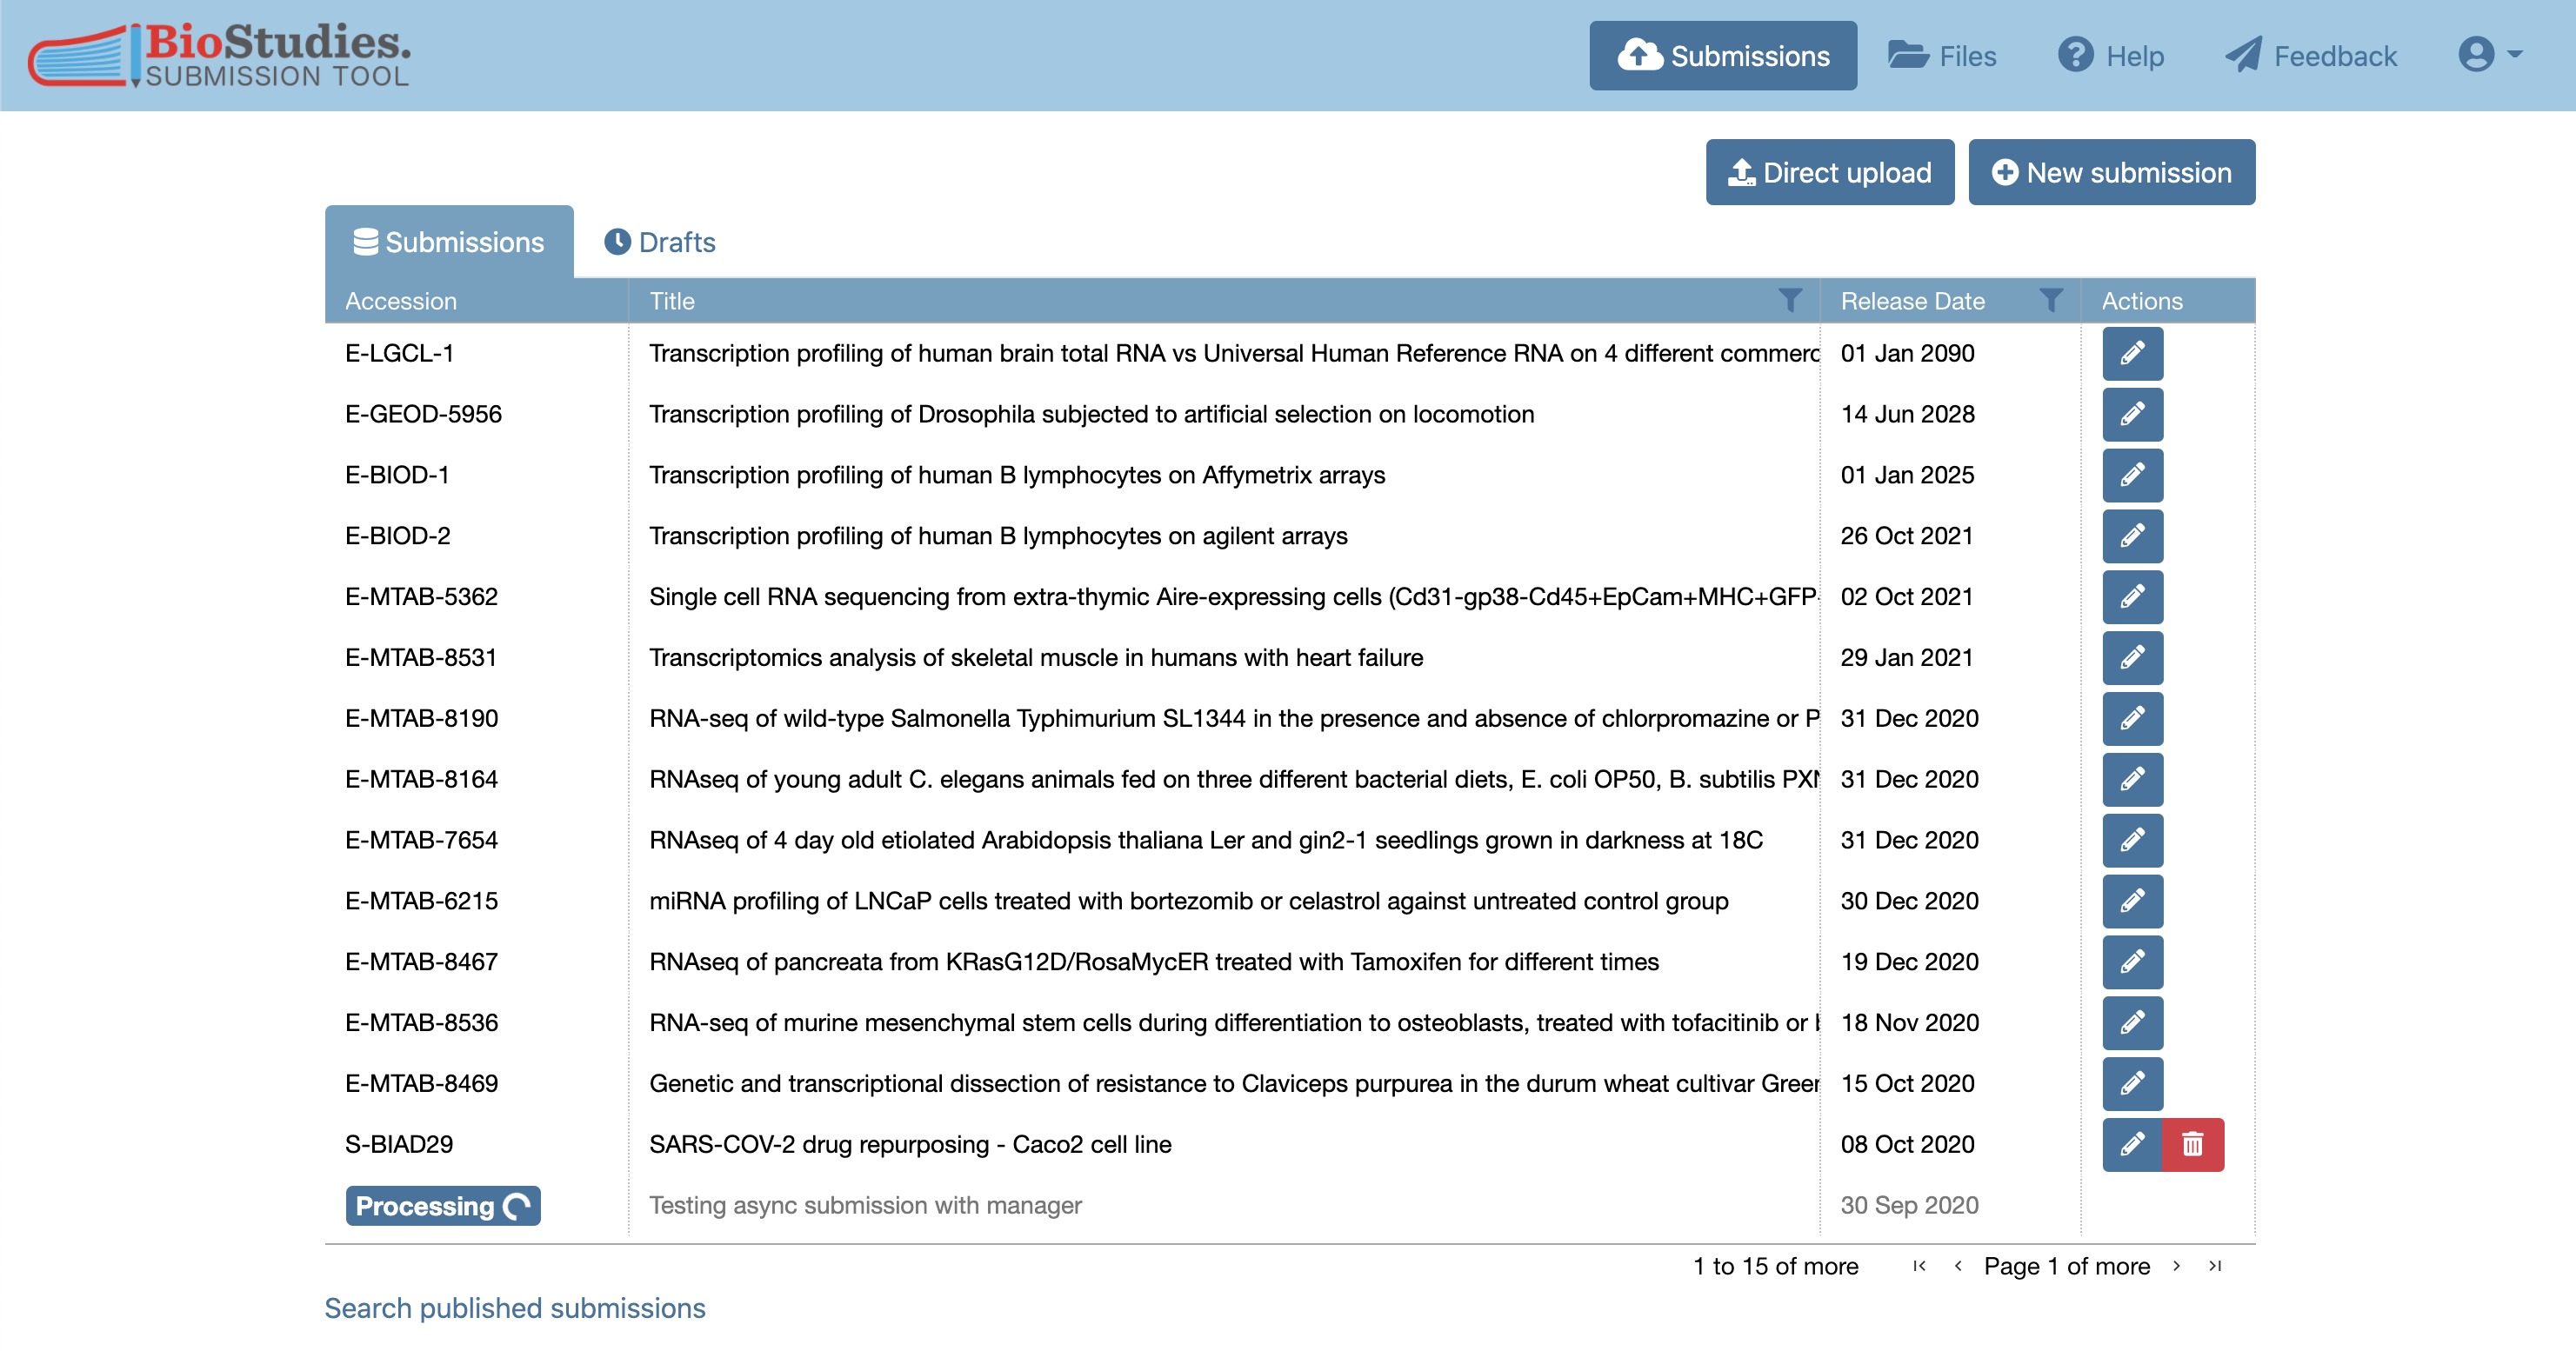 BioStudies.
SUBMISSION TOOL
Submissions Files Help Feedback
Direct upload New submission
Submissions Drafts
Accession Title Release Date Actions
E-LGCL-1 Transcription profiling of human brain total RNA vs Universal Human Reference RNA on 4 different commerc 01 Jan 2090
E-GEOD-5956 Transcription profiling of Drosophila subjected to artificial selection on locomotion 14 Jun 2028
E-BIOD-1 Transcription profiling of human B lymphocytes on Affymetrix arrays 01 Jan 2025
E-BIOD-2 Transcription profiling of human B lymphocytes on agilent arrays 26 Oct 2021
E-MTAB-5362 Single cell RNA sequencing from extra-thymic Aire-expressing cells (Cd31-gp38-Cd45+EpCam+MHC+GFP 02 Oct 2021
E-MTAB-8531 Transcriptomics analysis of skeletal muscle in humans with heart failure 29 Jan 2021
E-MTAB-8190 RNA-seq of wild-type Salmonella Typhimurium SL1344 in the presence and absence of chlorpromazine or P 31 Dec 2020
E-MTAB-8164 RNAseq of young adult C. elegans animals fed on three different bacterial diets, E. coli OP50, B. subtilis 31 Dec 2020
E-MTAB-7654 RNAseq of 4 day old etiolated Arabidopsis thaliana Ler and gin2-1 seedlings grown in darkness at 18C 31 Dec 2020
E-MTAB-6215 miRNA profiling of LNCaP cells treated with bortezomib or celastrol against untreated control group 30 Dec 2020
E-MTAB-8467 RNAseq of pancreata from KRasG12D/RosaMycER treated with Tamoxifen for different times 19 Dec 2020
E-MTAB-8536 RNA-seq of murine mesenchymal stem cells during differentiation to osteoblasts, treated with tofacitinib or 18 Nov 2020
E-MTAB-8469 Genetic and transcriptional dissection of resistance to Claviceps purpurea in the durum wheat cultivar 15 Oct 2020
S-BIAD29 SARS-COV-2 drug repurposing - Caco2 cell line 08 Oct 2020
Processing Testing async submission with manager 30 Sep 2020
1 to 15 of more Page 1 of more
Search published submissions